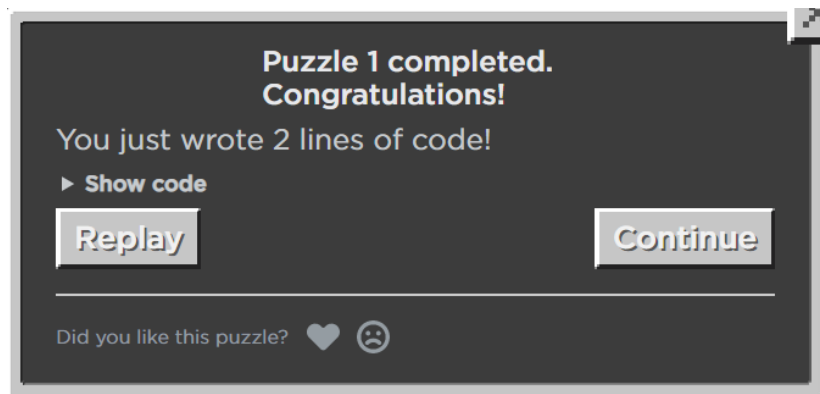 Puzzle 1 completed.
Congratulations!
You just wrote 2 lines of code!
Show code
Replay
Continue
Did you like this puzzle?